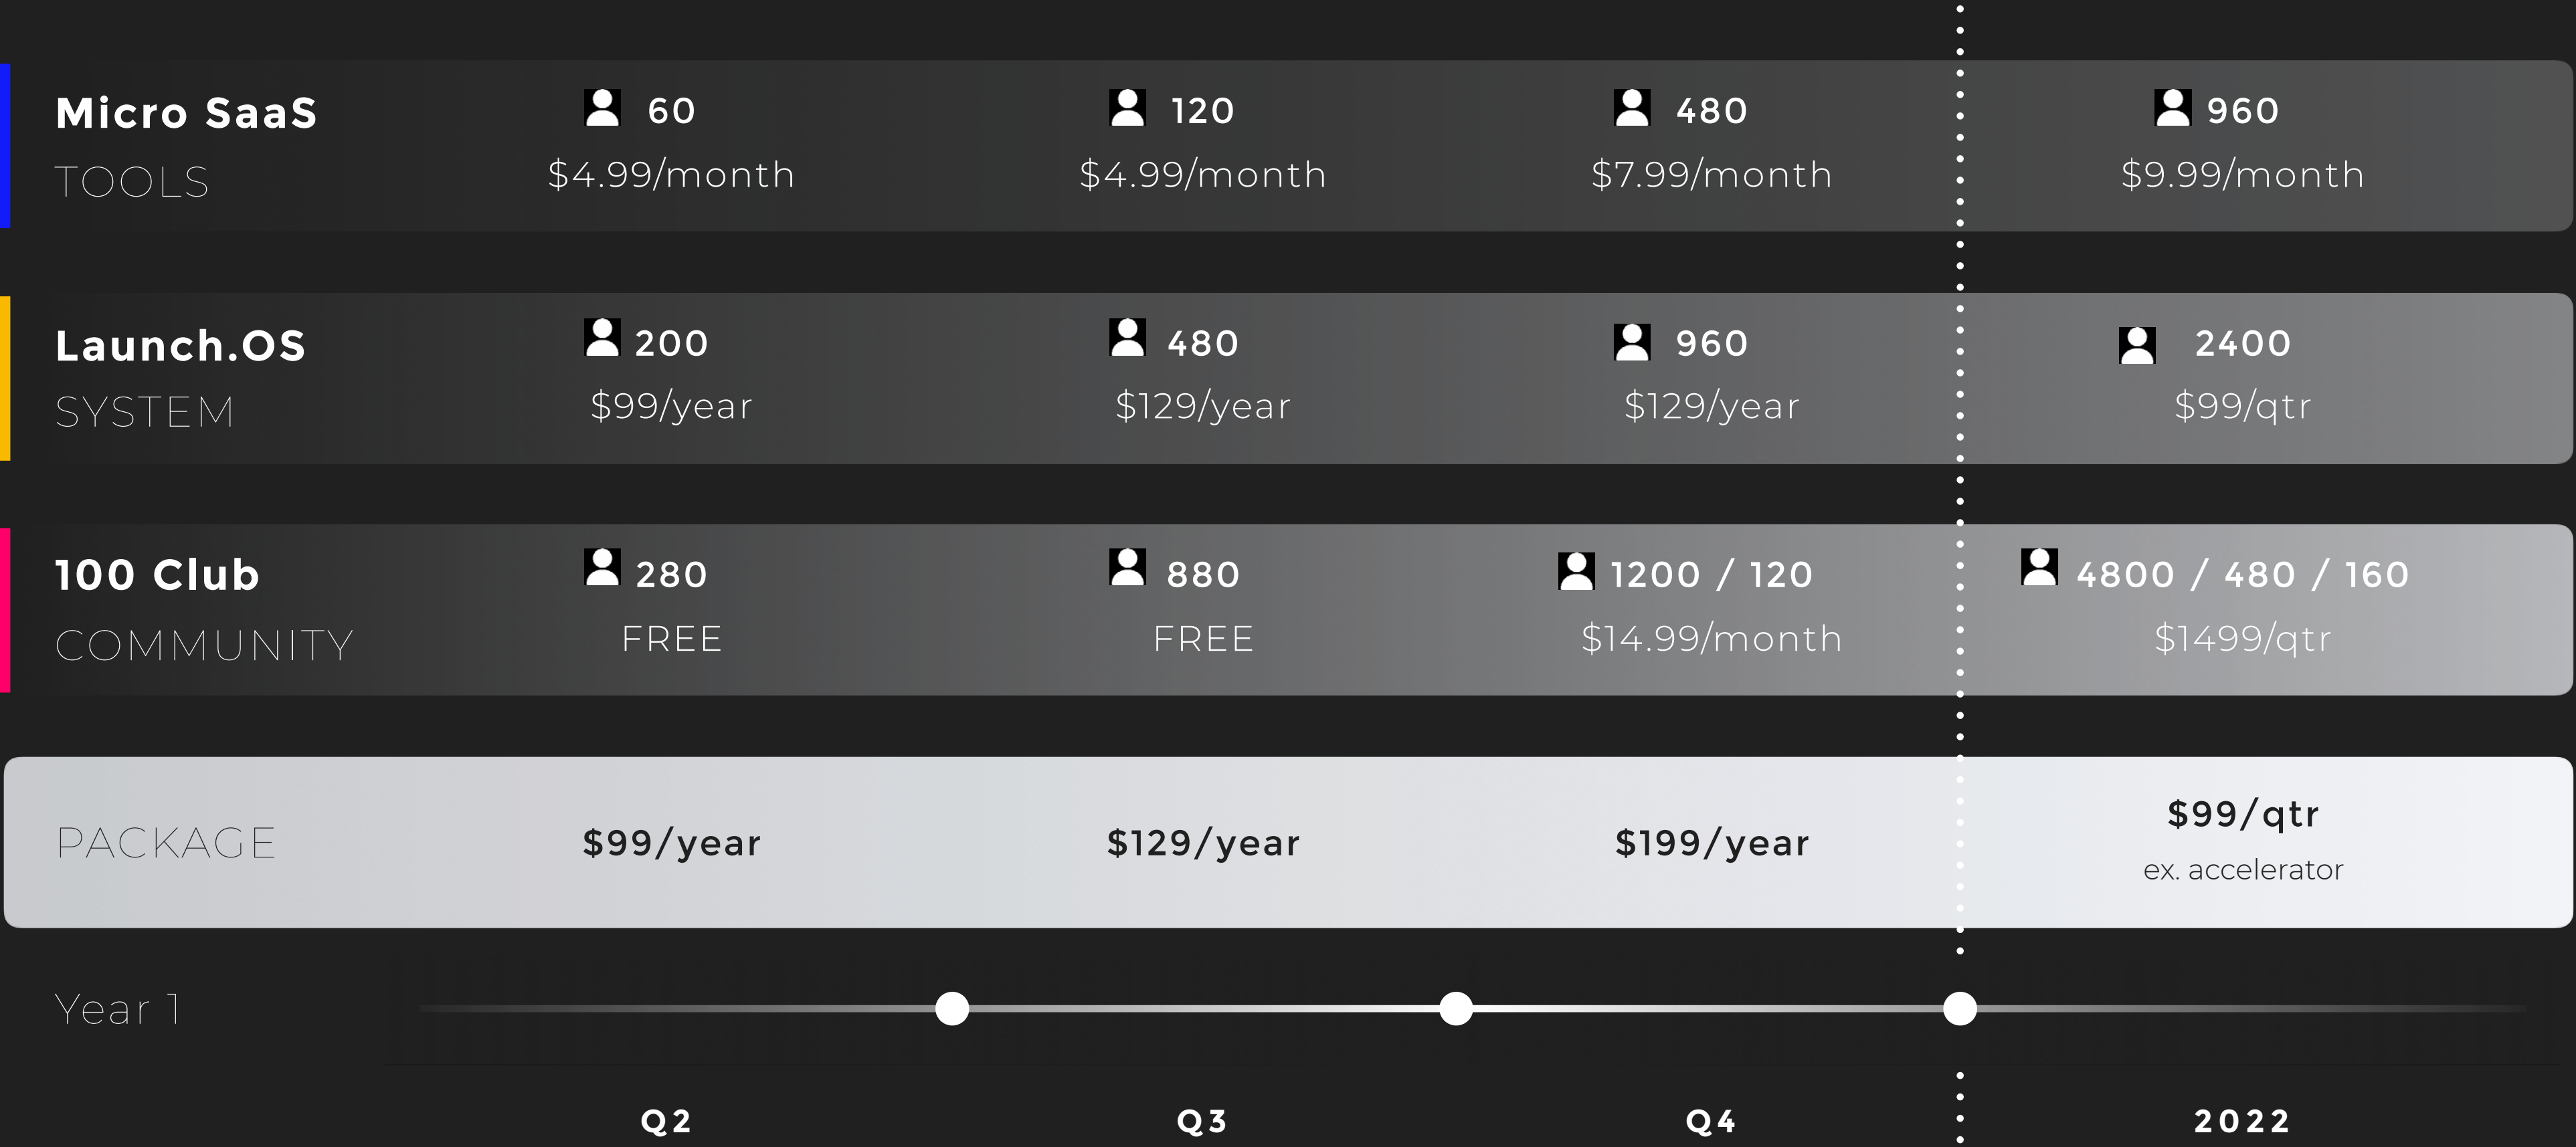 Micro SaaS 60 120 480 960
TOOLS $4.99/month $4.99/month $7.99/month $9.99/month
Launch.OS 200 480 960 2400
SYSTEM $99/year $129/year $129/year $99/qtr
100 Club 280 880 1200 / 120 4800 / 480 / 160
COMMUNITY FREE FREE $14.99/month $1499/qtr
PACKAGE $99/year $129/year $199/year $99/qtr
ex. accelerator
Year 1
Q2 Q3 Q4 2022